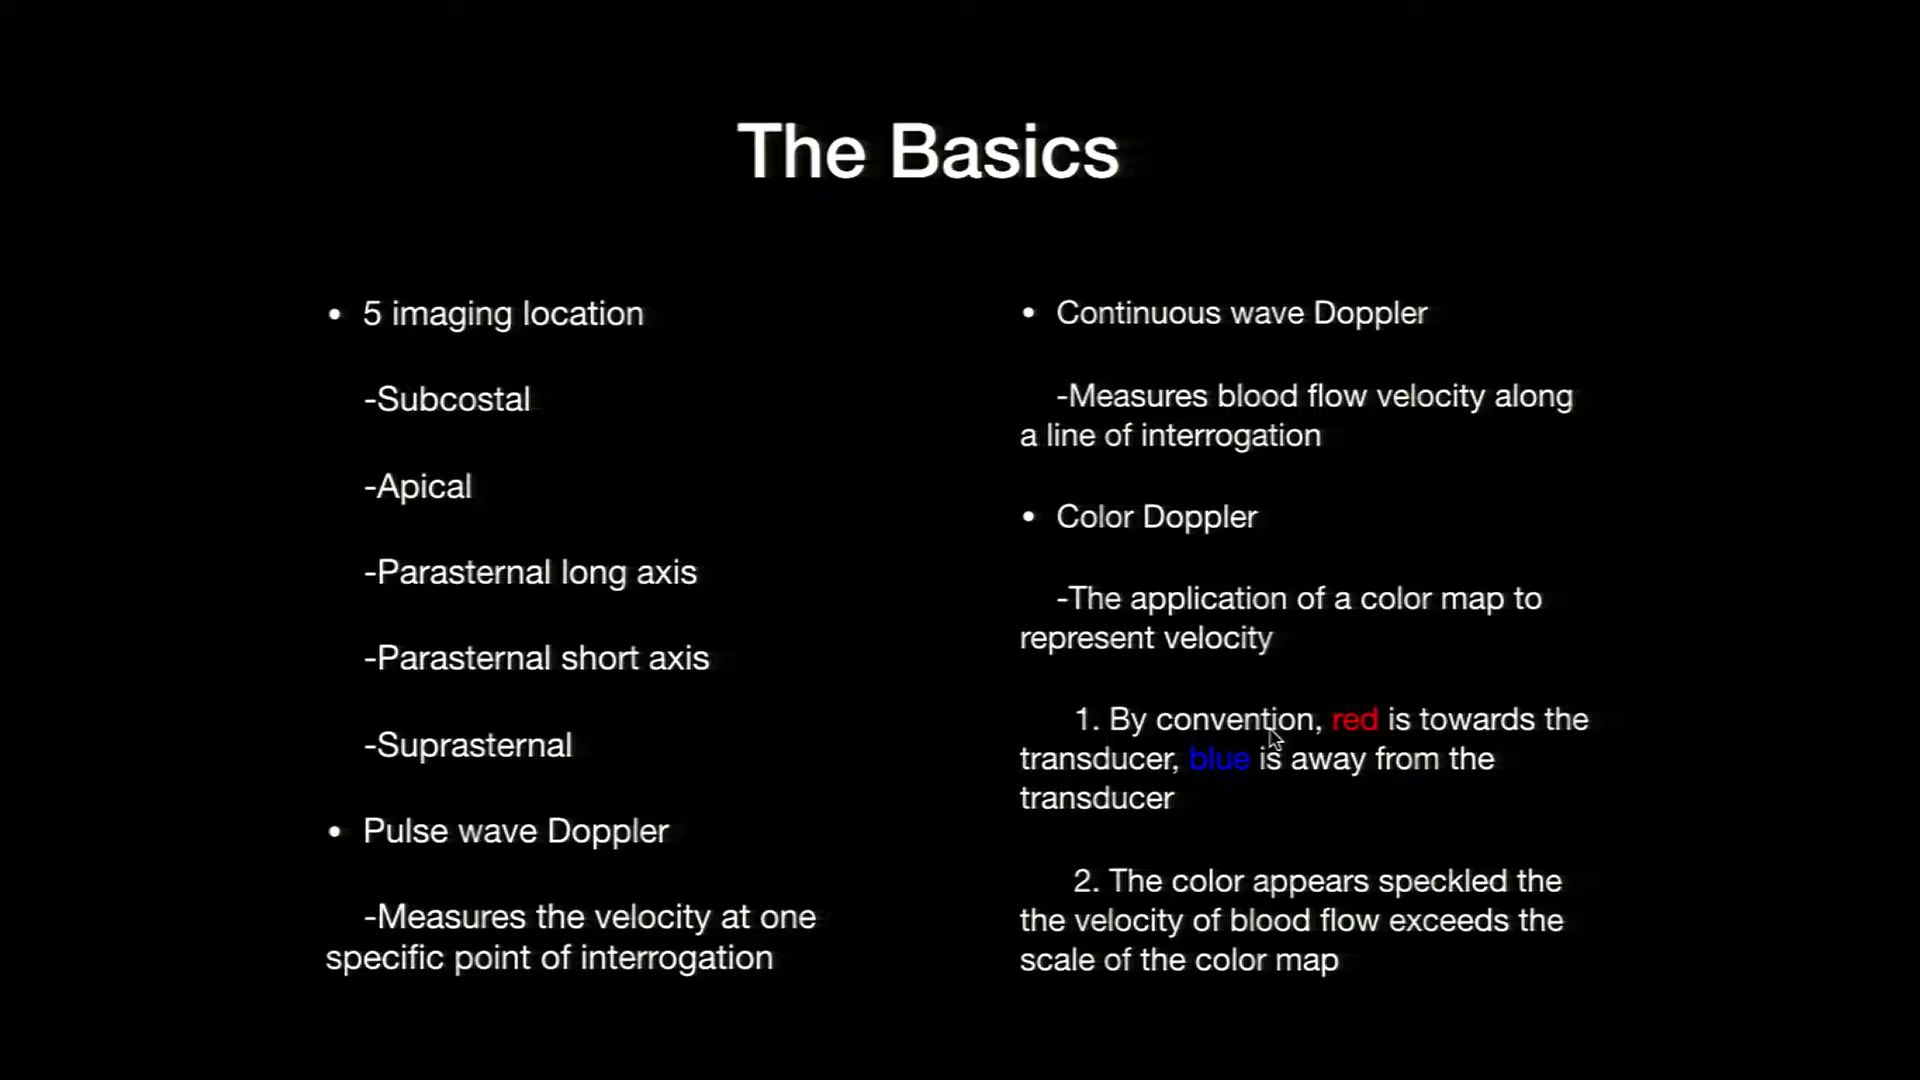 The Basics
• 5 imaging location
-Subcostal
-Apical
-Parasternal long axis
-Parasternal short axis
-Suprasternal
• Pulse wave Doppler
-Measures the velocity at one
specific point of interrogation
• Continuous wave Doppler
-Measures blood flow velocity along
a line of interrogation
• Color Doppler
-The application of a color map to
represent velocity
1. By convention, red is towards the
transducer, blue is away from the
transducer
2. The color appears speckled the
the velocity of blood flow exceeds the
scale of the color map